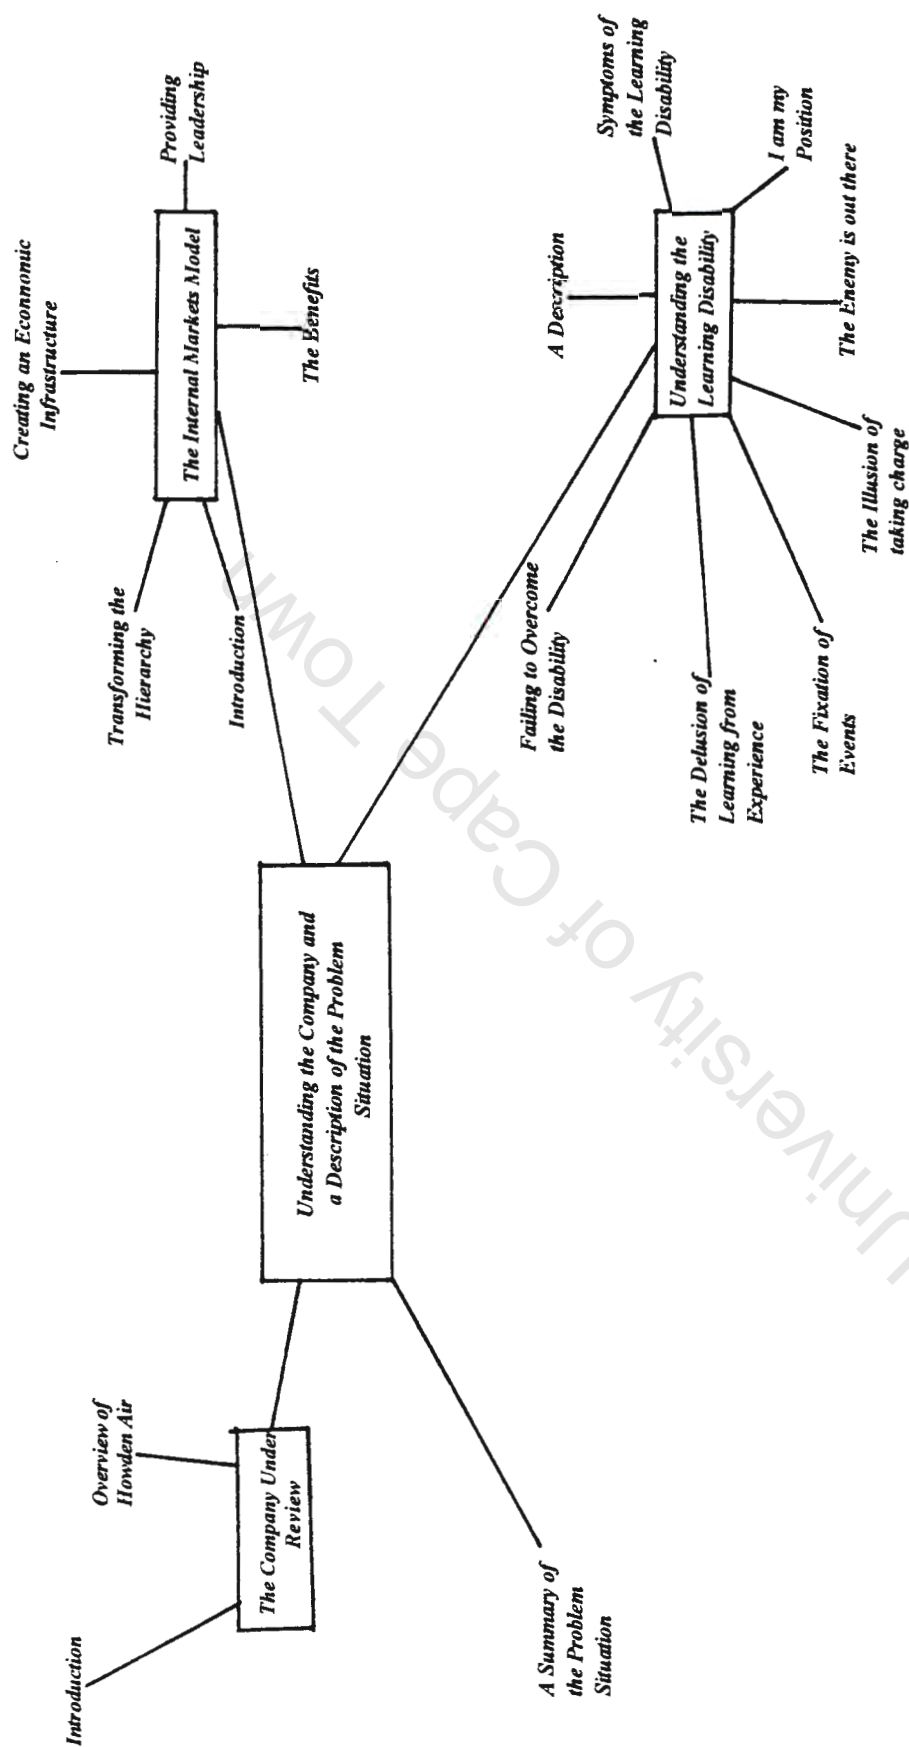 Introduction
Overview of
Howden Air
The Company Under
Review
A Summary of
the Problem
Situation
Understanding the Company and
a Description of the Problem
Situation
Transforming the
Hierarchy
Introduction
Creating an Econnomic
Infrastructure
The Internal Markets Model
Providing
Leadership
The Benefits
Failing to Overcome
the Disability
A Description
Understanding the
Learning Disability
Symptoms of
the Learning
Disability
I am my
Position
The Enemy is out there
The Illusion of
taking charge
The Fixation of
Events
The Delusion of
Learning from
Experience
University of Cape Town